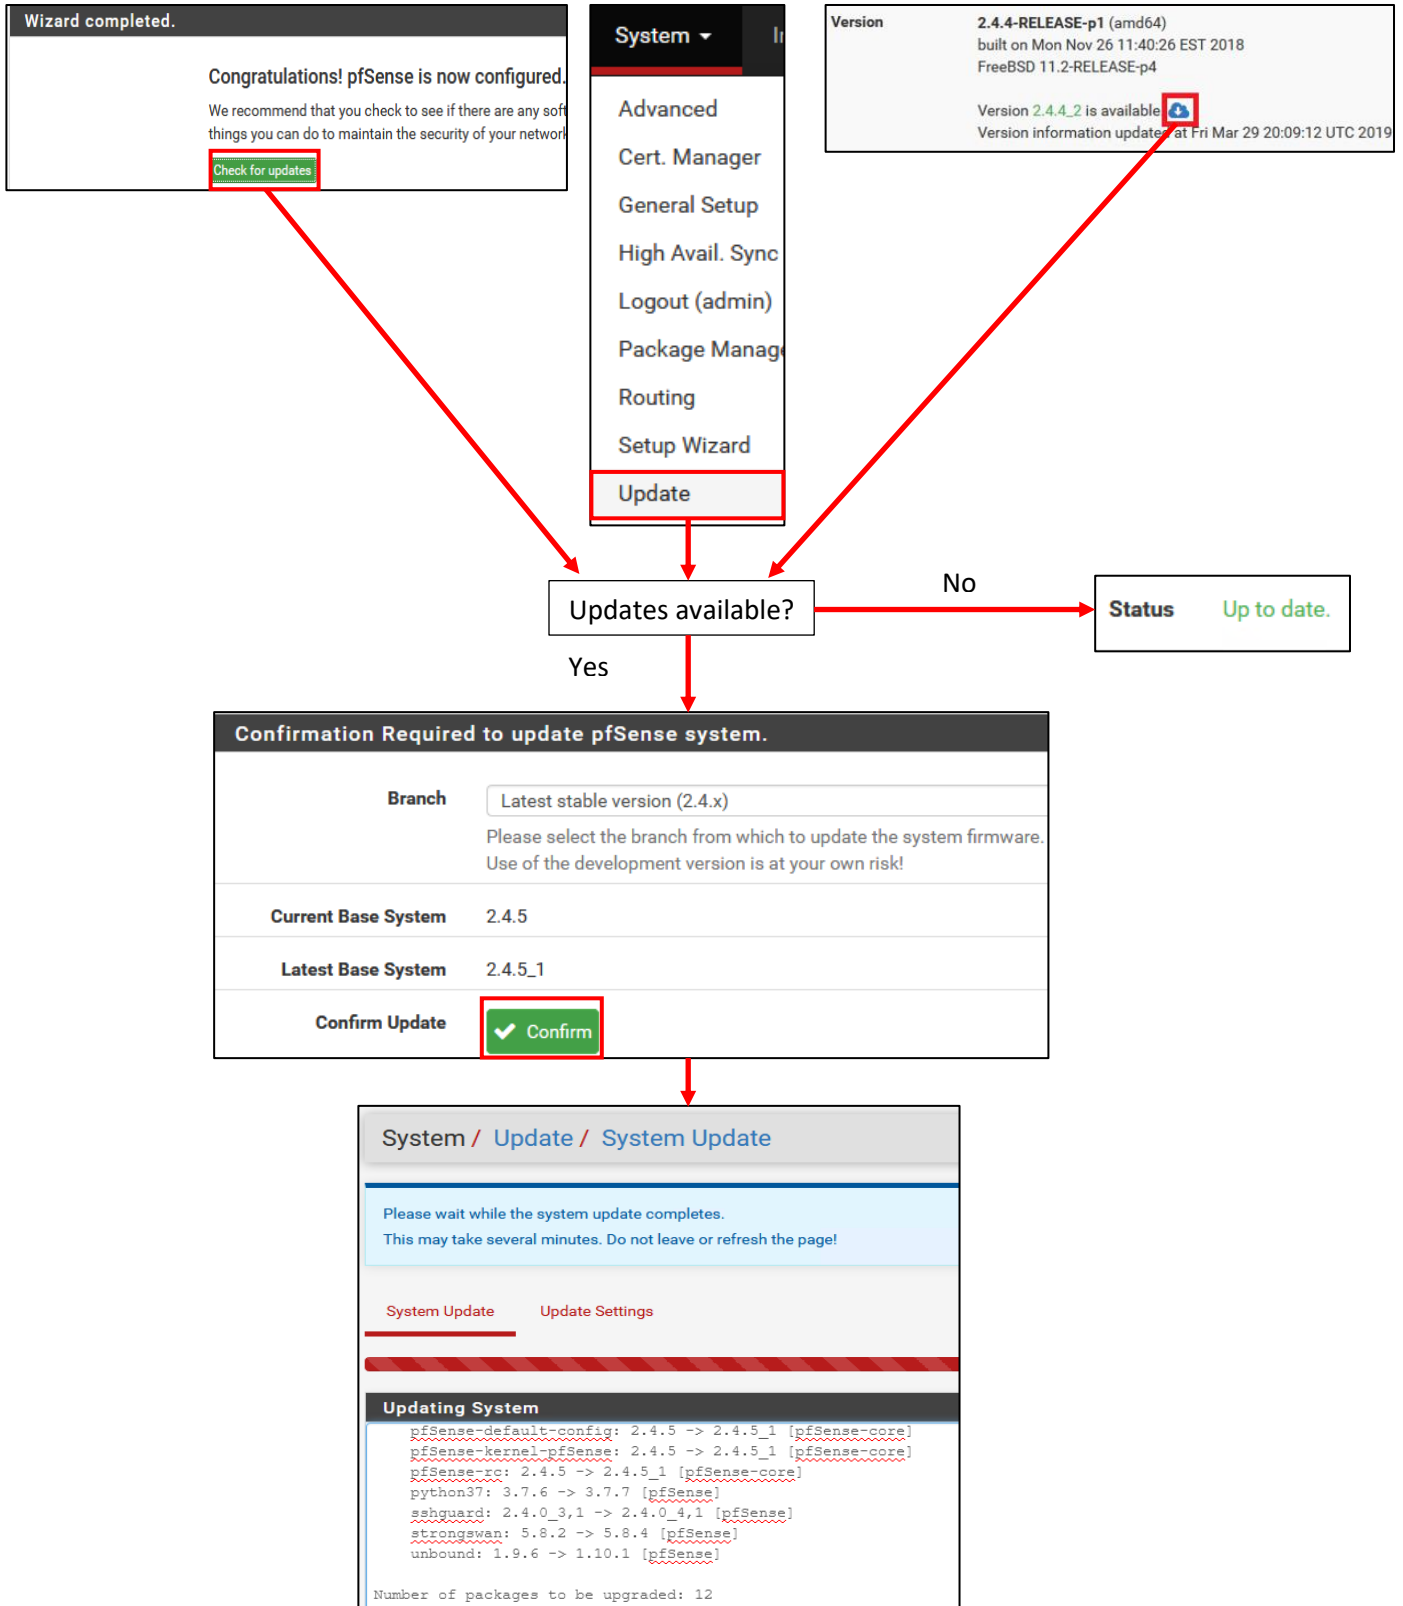 Wizard completed.
Congratulations! pfSense is now configured.
We recommend that you check to see if there are any soft
things you can do to maintain the security of your network
Check for updates
System
Advanced
Cert. Manager
General Setup
High Avail. Sync
Logout (admin)
Package Manage
Routing
Setup Wizard
Update
Version
2.4.4-RELEASE-p1 (amd64)
built on Mon Nov 26 11:40:26 EST 2018
FreeBSD 11.2-RELEASE-p4
Version 2.4.4_2 is available
Version information updated at Fri Mar 29 20:09:12 UTC 2019
Updates available?
No
Status Up to date.
Yes
Confirmation Required to update pfSense system.
Branch Latest stable version (2.4.x)
Please select the branch from which to update the system firmware.
Use of the development version is at your own risk!
Current Base System 2.4.5
Latest Base System 2.4.5_1
Confirm Update Confirm
System / Update / System Update
Please wait while the system update completes.
This may take several minutes. Do not leave or refresh the page!
System Update Update Settings
Updating System
pfSense-default-config: 2.4.5 -> 2.4.5_1 [pfSense-core]
pfSense-kernel-pfSense: 2.4.5 -> 2.4.5_1 [pfSense-core]
pfSense-rc: 2.4.5 -> 2.4.5_1 [pfSense-core]
python37: 3.7.6 -> 3.7.7 [pfSense]
sshguard: 2.4.0_3,1 -> 2.4.0_4,1 [pfSense]
strongswan: 5.8.2 -> 5.8.4 [pfSense]
unbound: 1.9.6 -> 1.10.1 [pfSense]
Number of packages to be upgraded: 12